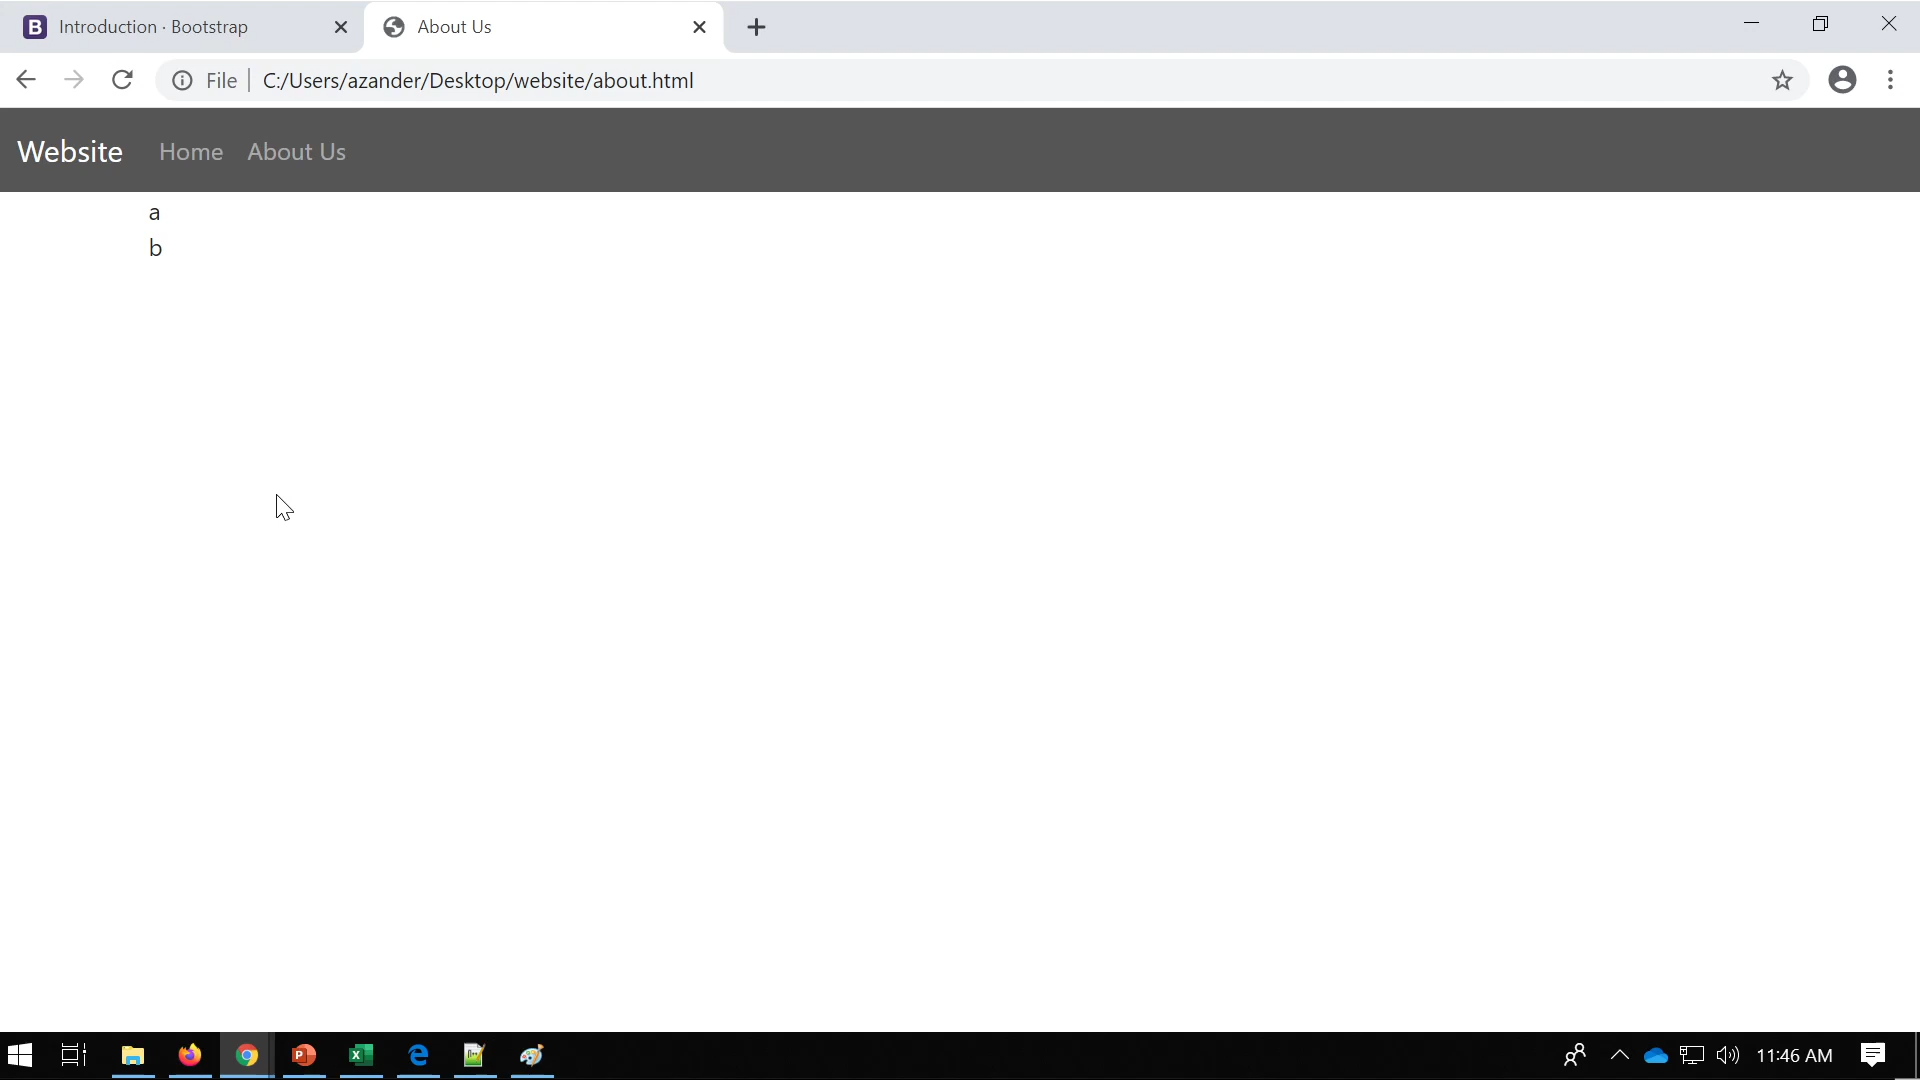 Introduction · Bootstrap
About Us
File
C:/Users/azander/Desktop/website/about.html
Website Home About Us
a
b
11:46 AM